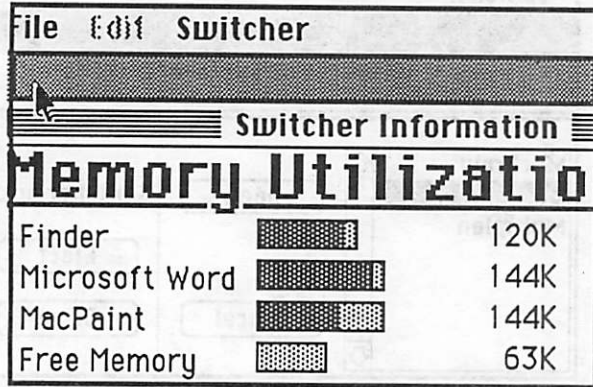 File Edit Switcher
Switcher Information
Memory Utilizatio
Finder 120K
Microsoft Word 144K
MacPaint 144K
Free Memory 63K